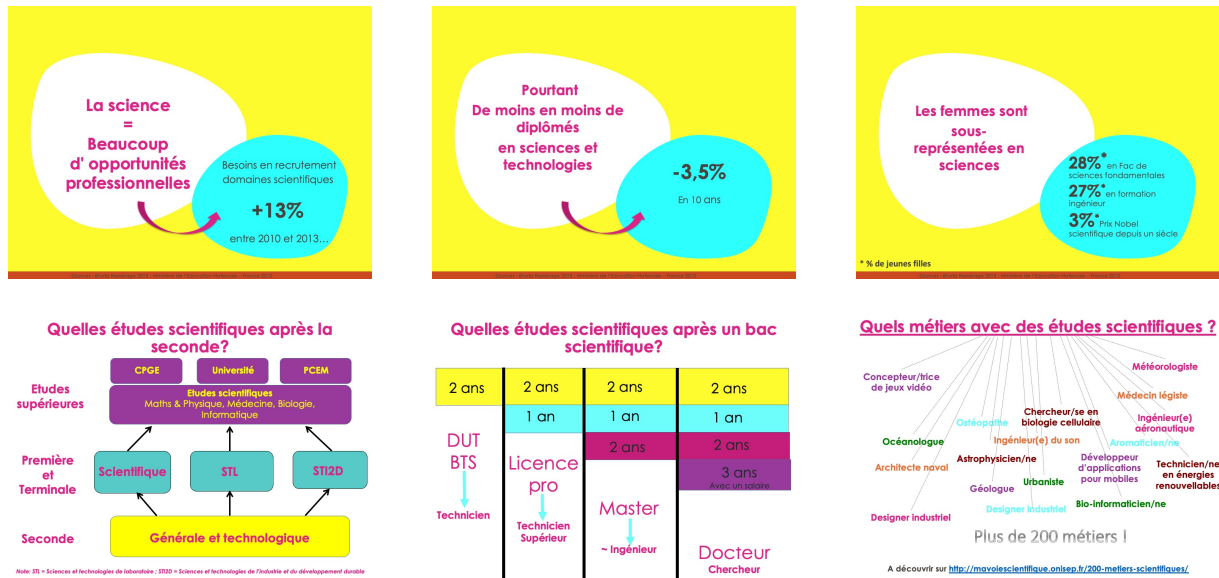 La science
=
Beaucoup
d' opportunités
professionnelles
Besoins en recrutement
domaines scientifiques
+13%
entre 2010 et 2013…
Pourtant
De moins en moins de
diplômés
en sciences et
technologies
-3,5%
En 10 ans
Les femmes sont
sous-
représentées en
sciences
28%* en Fac de
sciences fondamentales
27%* en formation
ingénieur
3%* Prix Nobel
scientifique depuis un siècle
* % de jeunes filles
Quelles études scientifiques après la
seconde?
CPGE
Université
PCEM
Etudes
supérieures
Etudes scientifiques
Maths & Physique, Médecine, Biologie,
Informatique
Première
et
Terminale
Scientifique
STL
STI2D
Seconde
Générale et technologique
Note: STL = Sciences et technologies de laboratoire ; STI2D = Sciences et technologies de l'industrie et du développement durable
Quelles études scientifiques après un bac
scientifique?
2 ans
2 ans
2 ans
2 ans
1 an
1 an
1 an
2 ans
2 ans
3 ans
Avec un salaire
DUT
BTS
Technicien
Licence
pro
Technicien
Supérieur
Master
~ Ingénieur
Docteur
Chercheur
Quels métiers avec des études scientifiques ?
Météorologiste
Concepteur/trice
de jeux vidéo
Médecin légiste
Chercheur/se en
biologie cellulaire
Ostéopathe
Ingénieur(e)
aéronautique
Océanologue
Ingénieur(e) du son
Aromaticien/ne
Astrophysicien/ne
Développeur
d'applications
pour mobiles
Architecte naval
Technicien/ne
en énergies
renouvellables
Urbaniste
Géologue
Bio-informaticien/ne
Designer industriel
Designer industriel
Plus de 200 métiers !
A découvrir sur http://mavoiescientifique.onisep.fr/200-metiers-scientifiques/